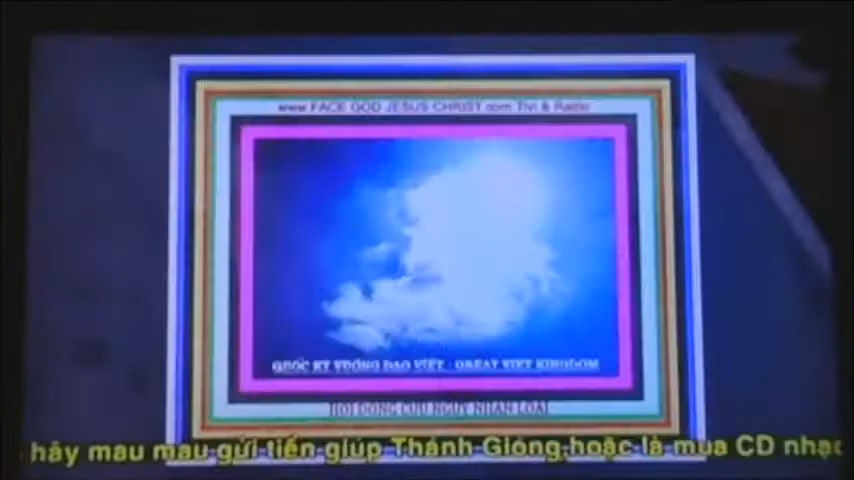 www.FACE GOD JESUS CHRIST.com Tivi & Radio
QUỐC KỲ VƯƠNG ĐẠO VIỆT - GREAT VIET KINGDOM
HỘI ĐỒNG CỨU NGUY NHÂN LOẠI
hãy mau mau gửi tiền giúp Thánh Gióng hoặc là mua CD nhạc